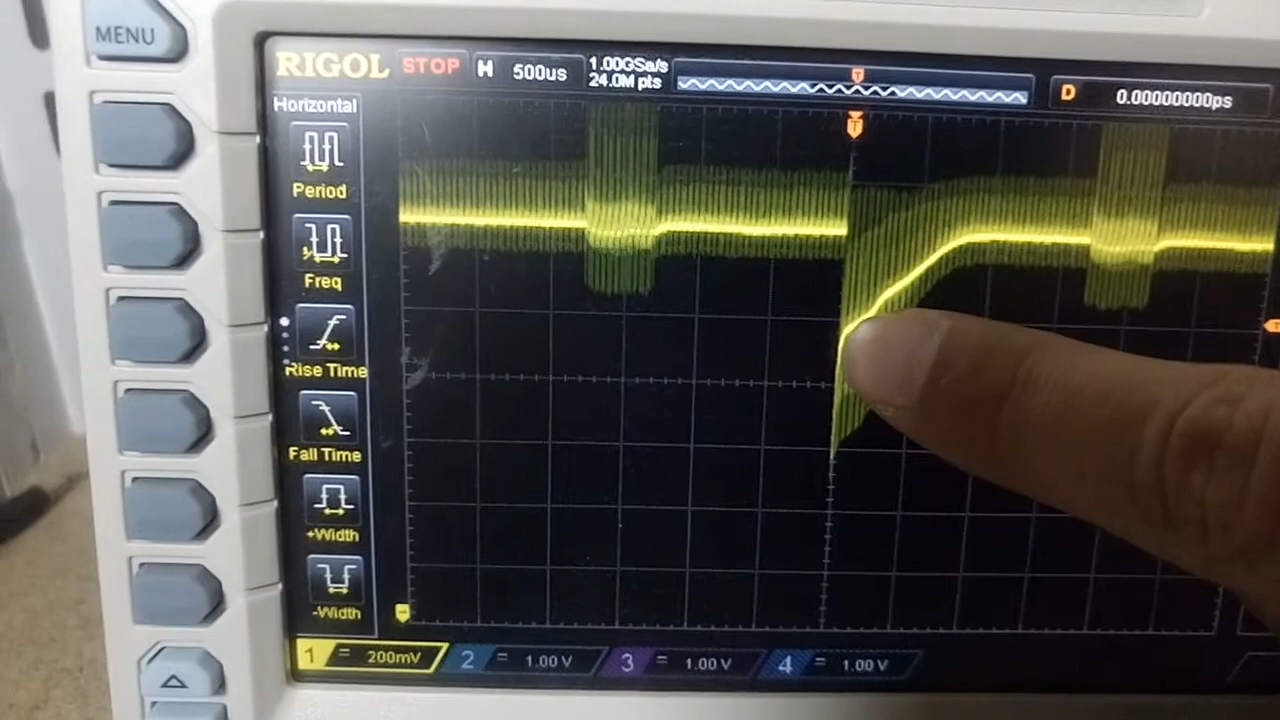 MENU
RIGOL STOP H 500us 1.00GSa/s
24.0M pts
T
D 0.00000000ps
Horizontal
T
Period
Freq
Rise Time
Fall Time
+Width
-Width
1 200mV 2 1.00 V 3 1.00 V 4 1.00 V